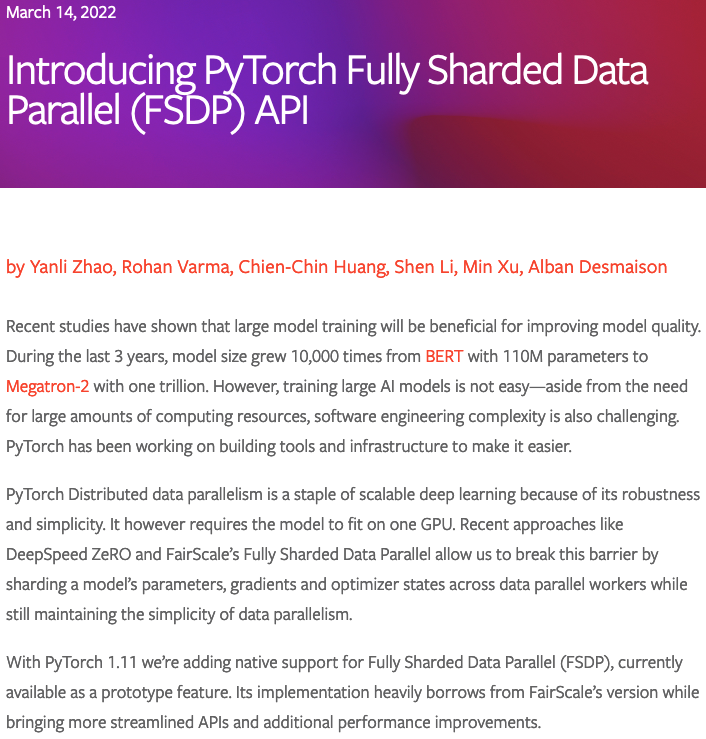 March 14, 2022
Introducing PyTorch Fully Sharded Data
Parallel (FSDP) API
by Yanli Zhao, Rohan Varma, Chien-Chin Huang, Shen Li, Min Xu, Alban Desmaison
Recent studies have shown that large model training will be beneficial for improving model quality.
During the last 3 years, model size grew 10,000 times from BERT with 110M parameters to
Megatron-2 with one trillion. However, training large AI models is not easy—aside from the need
for large amounts of computing resources, software engineering complexity is also challenging.
PyTorch has been working on building tools and infrastructure to make it easier.
PyTorch Distributed data parallelism is a staple of scalable deep learning because of its robustness
and simplicity. It however requires the model to fit on one GPU. Recent approaches like
DeepSpeed ZeRO and FairScale’s Fully Sharded Data Parallel allow us to break this barrier by
sharding a model’s parameters, gradients and optimizer states across data parallel workers while
still maintaining the simplicity of data parallelism.
With PyTorch 1.11 we’re adding native support for Fully Sharded Data Parallel (FSDP), currently
available as a prototype feature. Its implementation heavily borrows from FairScale’s version while
bringing more streamlined APIs and additional performance improvements.